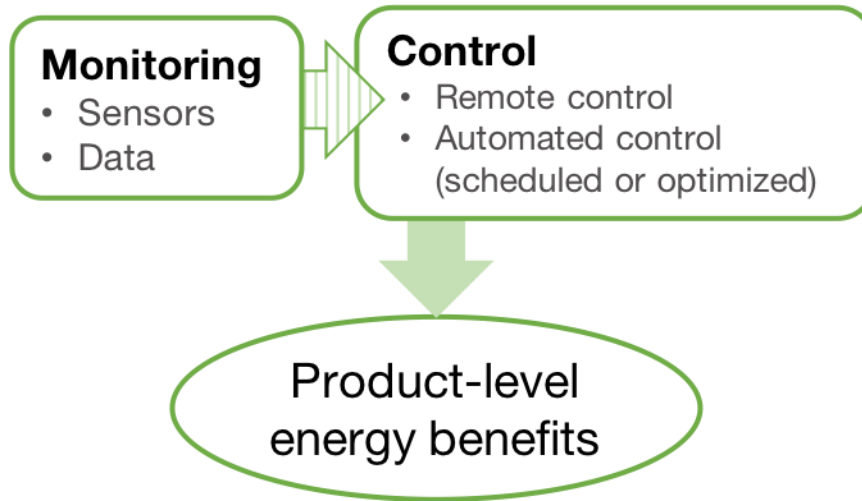 Monitoring
• Sensors
• Data
Control
• Remote control
• Automated control
(scheduled or optimized)
Product-level
energy benefits